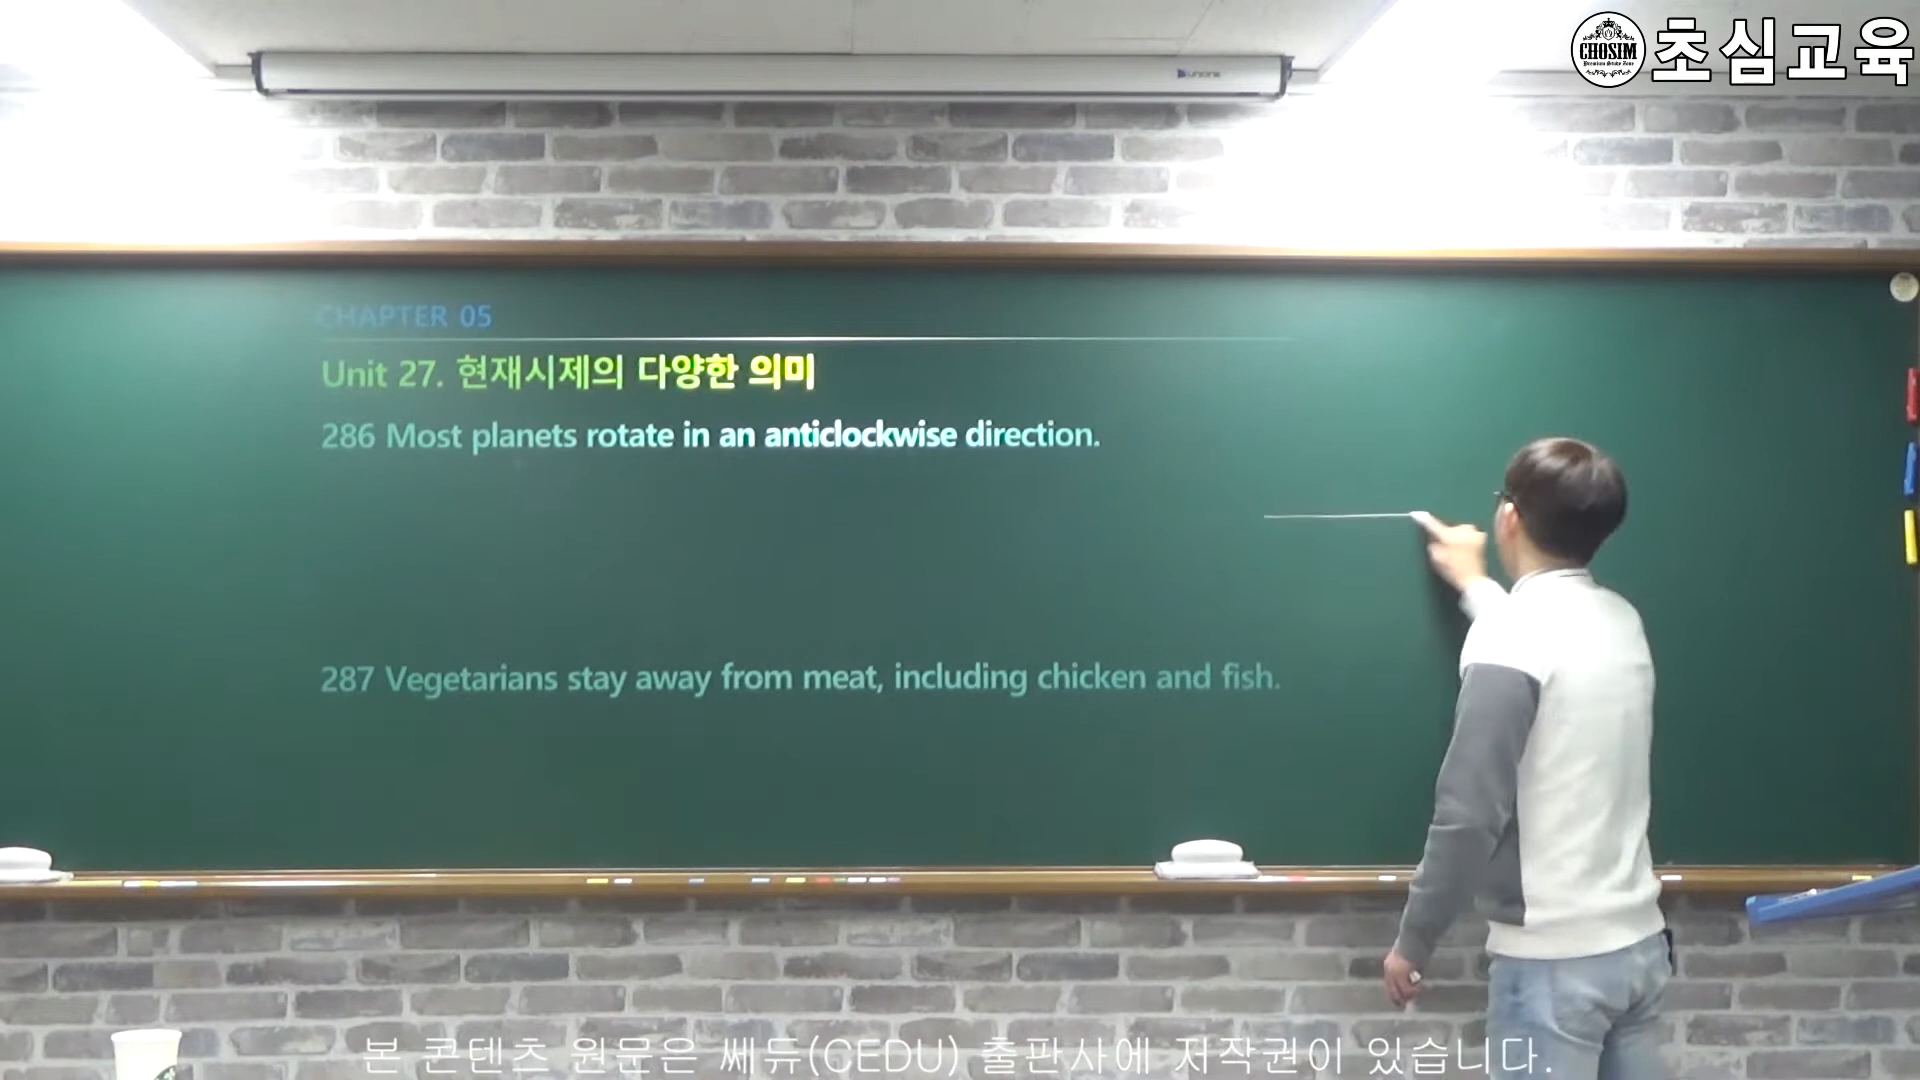 CHOSIM
Premium Study Zone
초심교육
CHAPTER 05
Unit 27. 현재시제의 다양한 의미
286 Most planets rotate in an anticlockwise direction.
287 Vegetarians stay away from meat, including chicken and fish.
본 콘텐츠 원문은 쎄듀(CEDU) 출판사에 저작권이 있습니다.